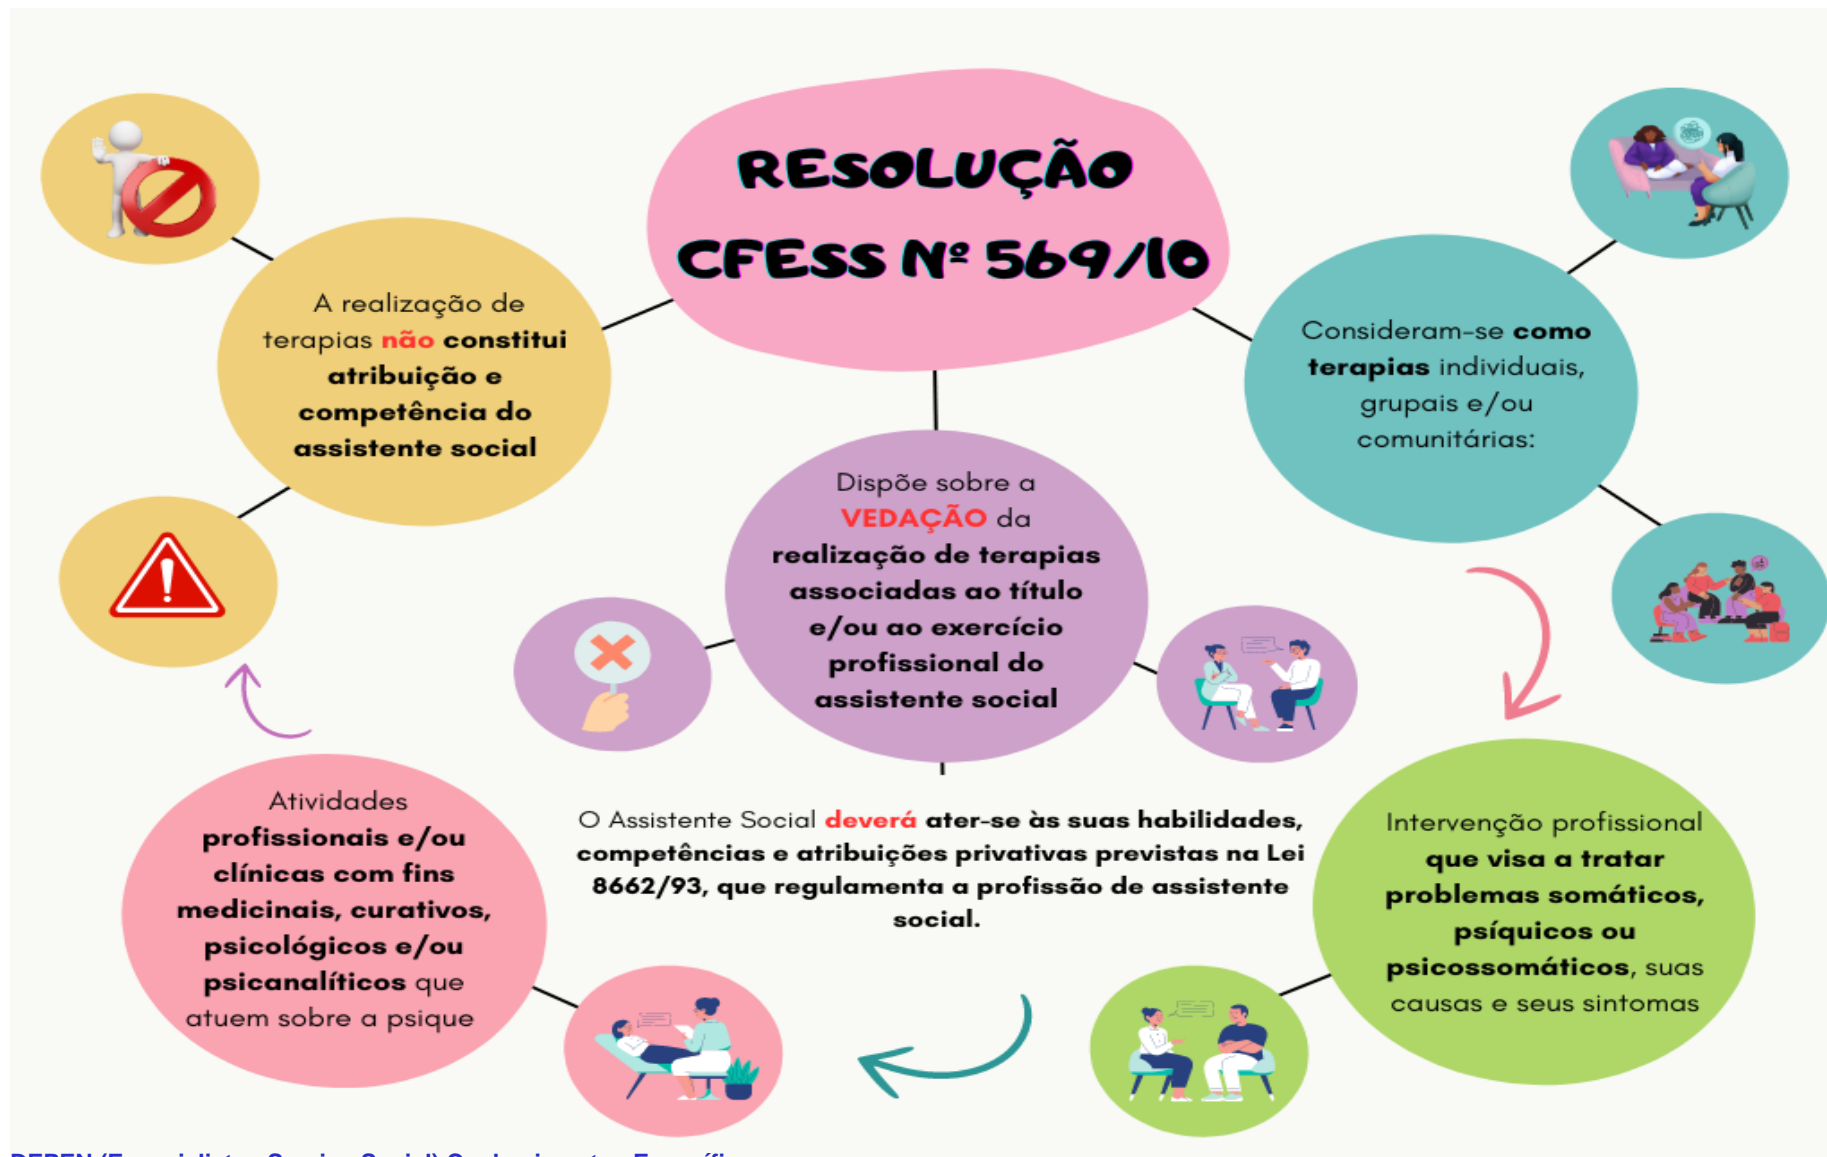 RESOLUÇÃO
CFESS Nº 569/10
A realização de
terapias não constitui
atribuição e
competência do
assistente social
Dispõe sobre a
VEDAÇÃO da
realização de terapias
associadas ao título
e/ou ao exercício
profissional do
assistente social
Consideram-se como
terapias individuais,
grupais e/ou
comunitárias:
O Assistente Social deverá ater-se às suas habilidades,
competências e atribuições privativas previstas na Lei
8662/93, que regulamenta a profissão de assistente
social.
Intervenção profissional
que visa a tratar
problemas somáticos,
psíquicos ou
psicossomáticos, suas
causas e seus sintomas
Atividades
profissionais e/ou
clínicas com fins
medicinais, curativos,
psicológicos e/ou
psicanalíticos que
atuem sobre a psique